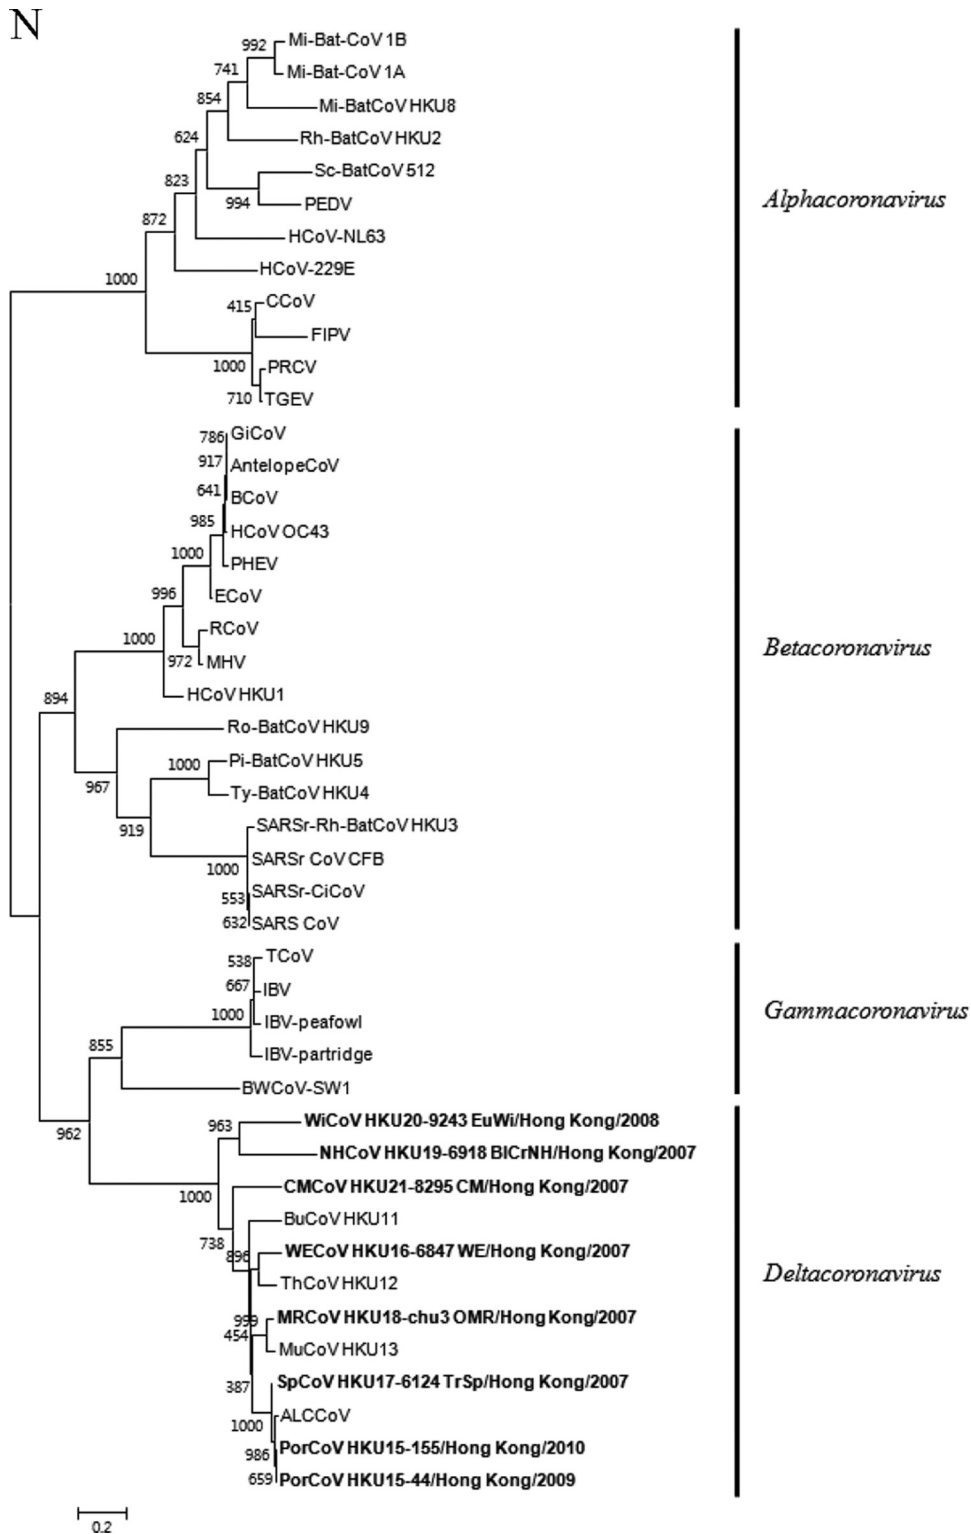 N
992
Mi-Bat-CoV 1B
741
Mi-Bat-CoV 1A
854
Mi-BatCoV HKU8
624
Rh-BatCoV HKU2
823
Sc-BatCoV 512
994
PEDV
Alphacoronavirus
872
HCoV-NL63
HCoV-229E
1000
415
CCoV
FIPV
1000
PRCV
710
TGEV
786
GiCoV
917
AntelopeCoV
641
BCoV
985
HCoV OC43
1000
PHEV
996
ECoV
1000
RCoV
972
MHV
Betacoronavirus
894
HCoV HKU1
Ro-BatCoV HKU9
1000
Pi-BatCoV HKU5
967
Ty-BatCoV HKU4
919
SARSr-Rh-BatCoV HKU3
1000
SARSr CoV CFB
553
SARSr-CiCoV
632
SARS CoV
538
TCoV
667
IBV
1000
IBV-peafowl
Gammacoronavirus
855
IBV-partridge
BWCoV-SW1
962
963
WiCoV HKU20-9243 EuWi/Hong Kong/2008
NHCoV HKU19-6918 BlCrNH/Hong Kong/2007
1000
CMCoV HKU21-8295 CM/Hong Kong/2007
738
BuCoV HKU11
896
WECoV HKU16-6847 WE/Hong Kong/2007
ThCoV HKU12
Deltacoronavirus
999
MRCoV HKU18-chu3 OMR/Hong Kong/2007
454
MuCoV HKU13
387
SpCoV HKU17-6124 TrSp/Hong Kong/2007
1000
ALCCoV
986
PorCoV HKU15-155/Hong Kong/2010
659
PorCoV HKU15-44/Hong Kong/2009
0.2